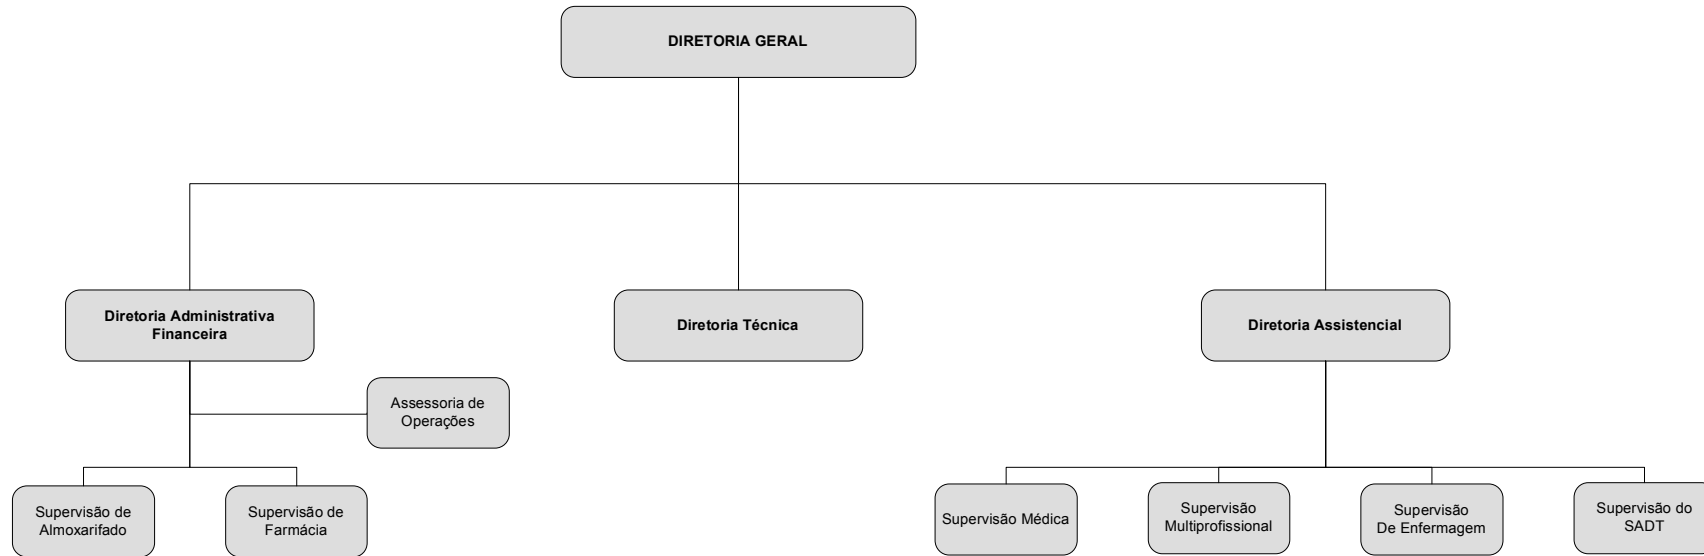 DIRETORIA GERAL
Diretoria Administrativa
Financeira
Diretoria Técnica
Diretoria Assistencial
Assessoria de
Operações
Supervisão de
Almoxarifado
Supervisão de
Farmácia
Supervisão Médica
Supervisão
Multiprofissional
Supervisão
De Enfermagem
Supervisão do
SADT